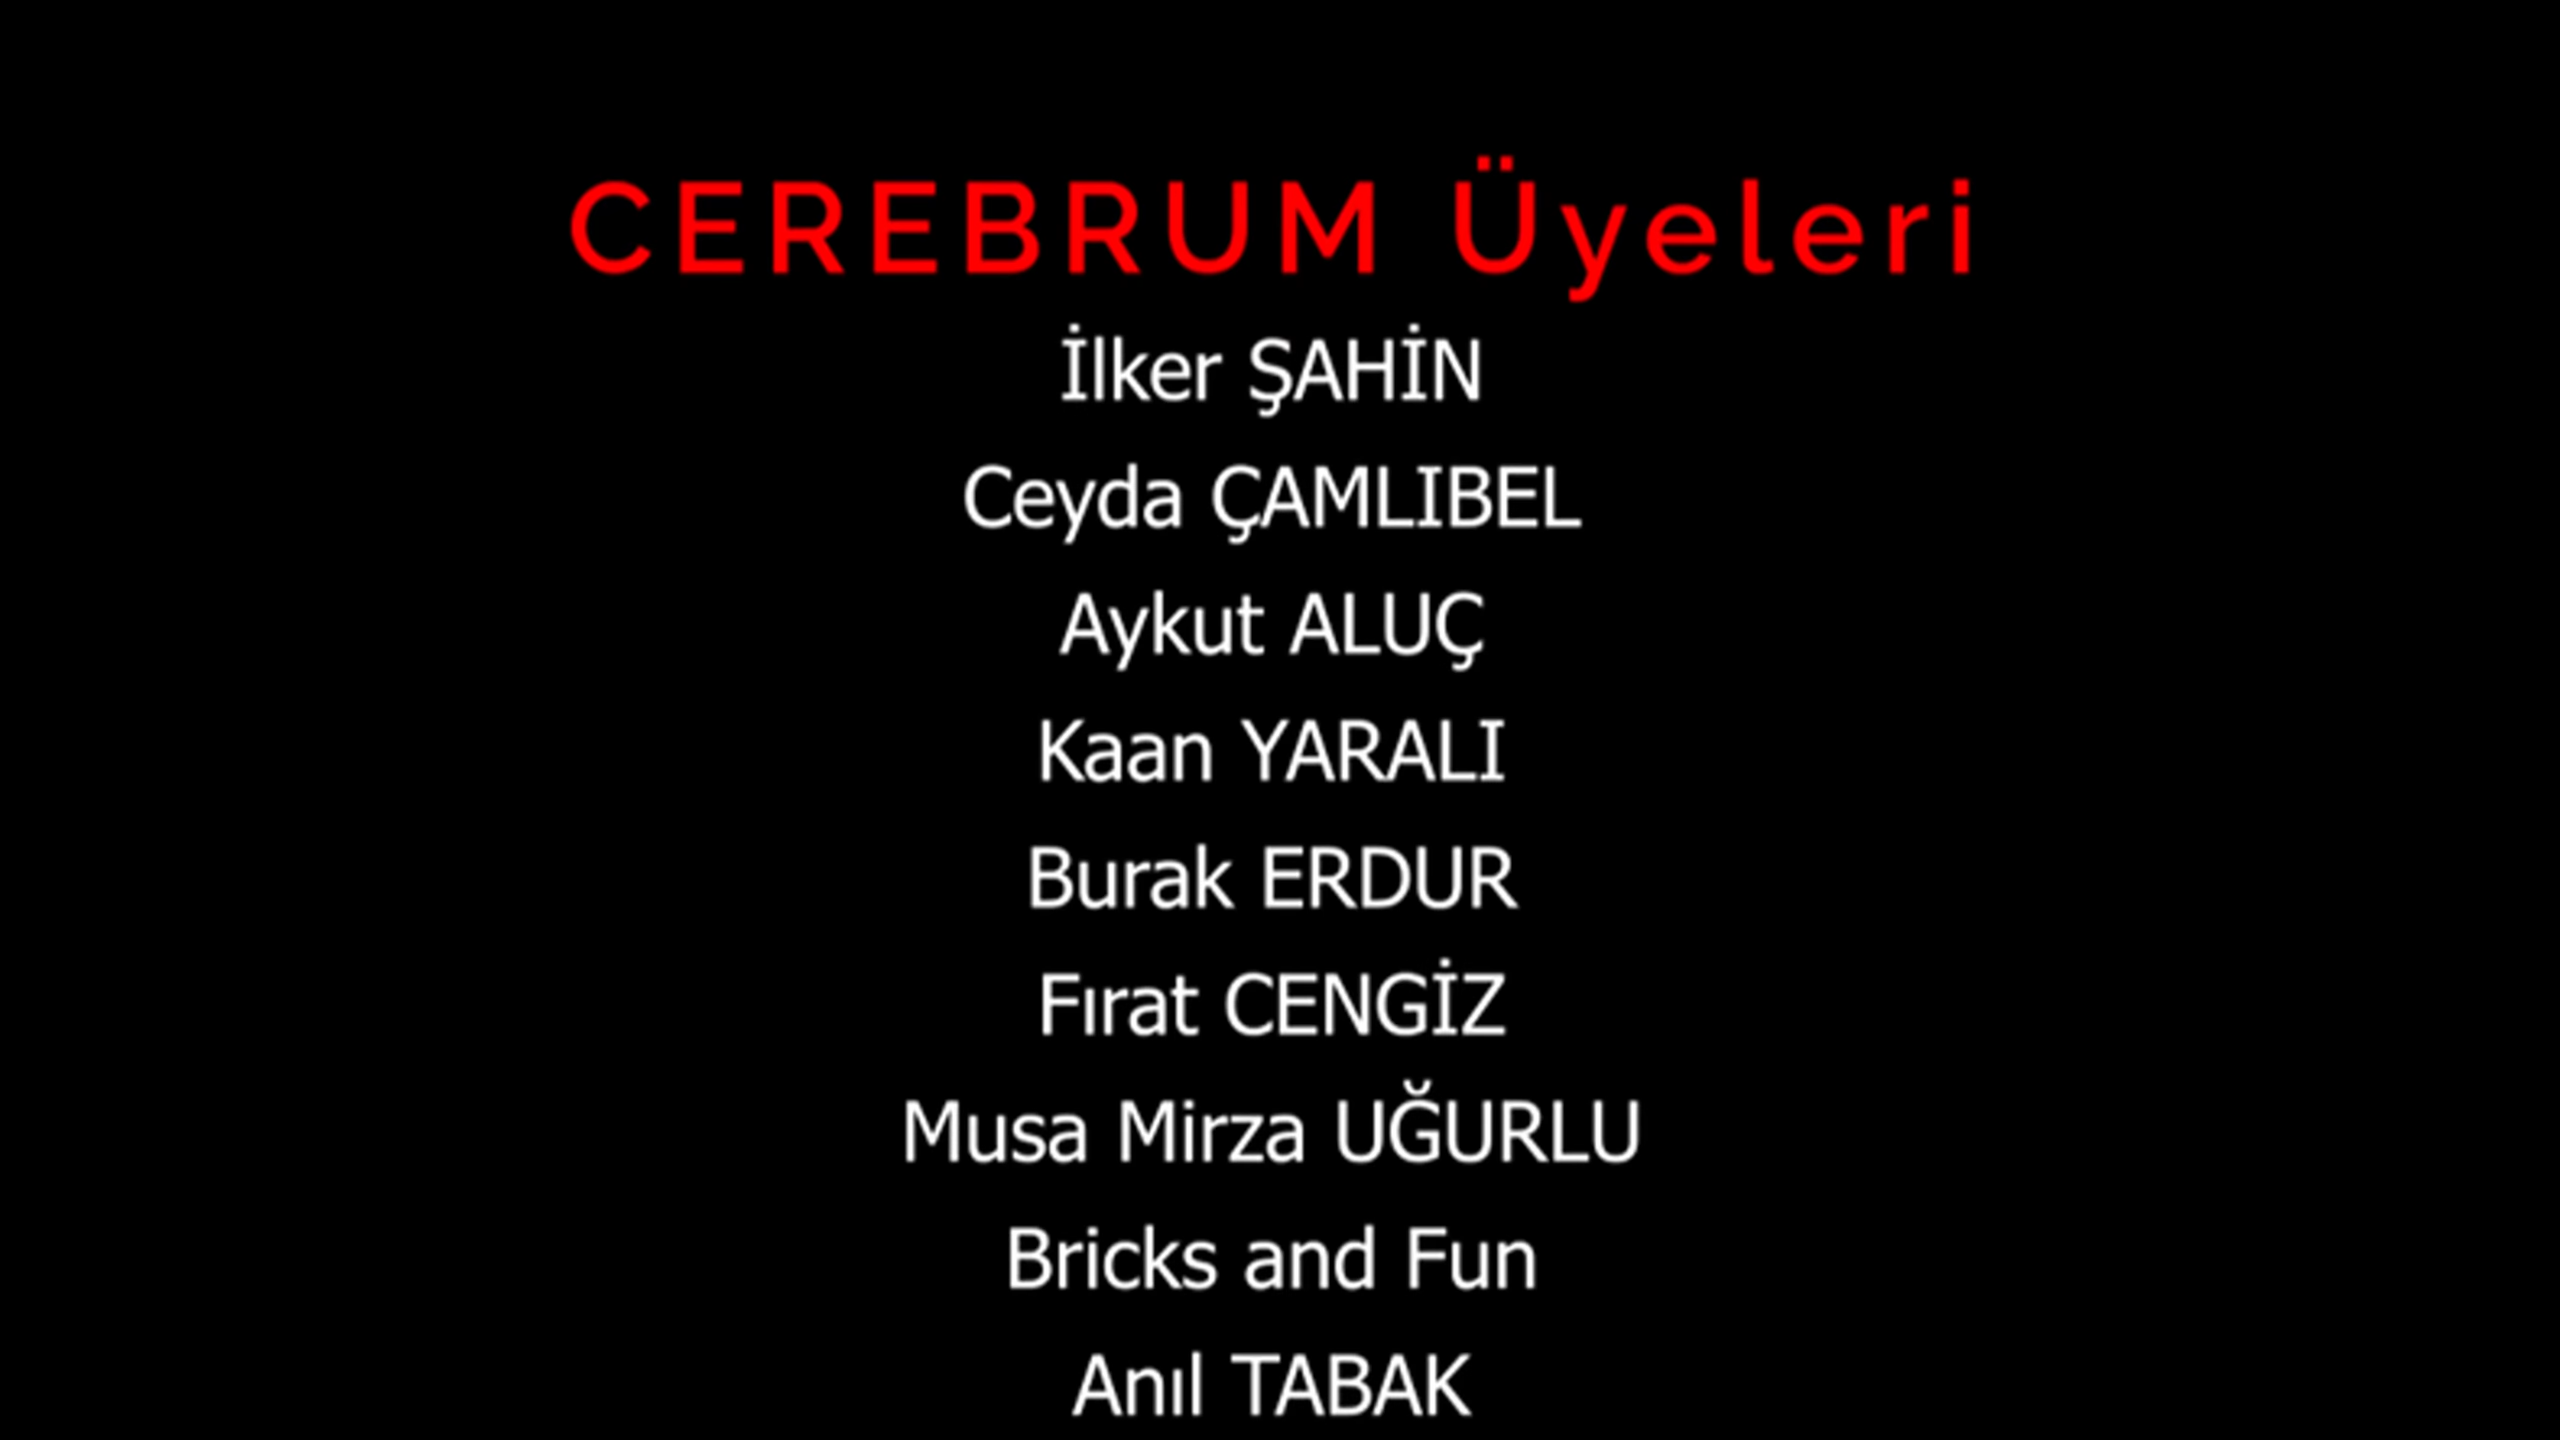 CEREBRUM Üyeleri
İlker ŞAHİN
Ceyda ÇAMLIBEL
Aykut ALUÇ
Kaan YARALI
Burak ERDUR
Fırat CENGİZ
Musa Mirza UĞURLU
Bricks and Fun
Anıl TABAK